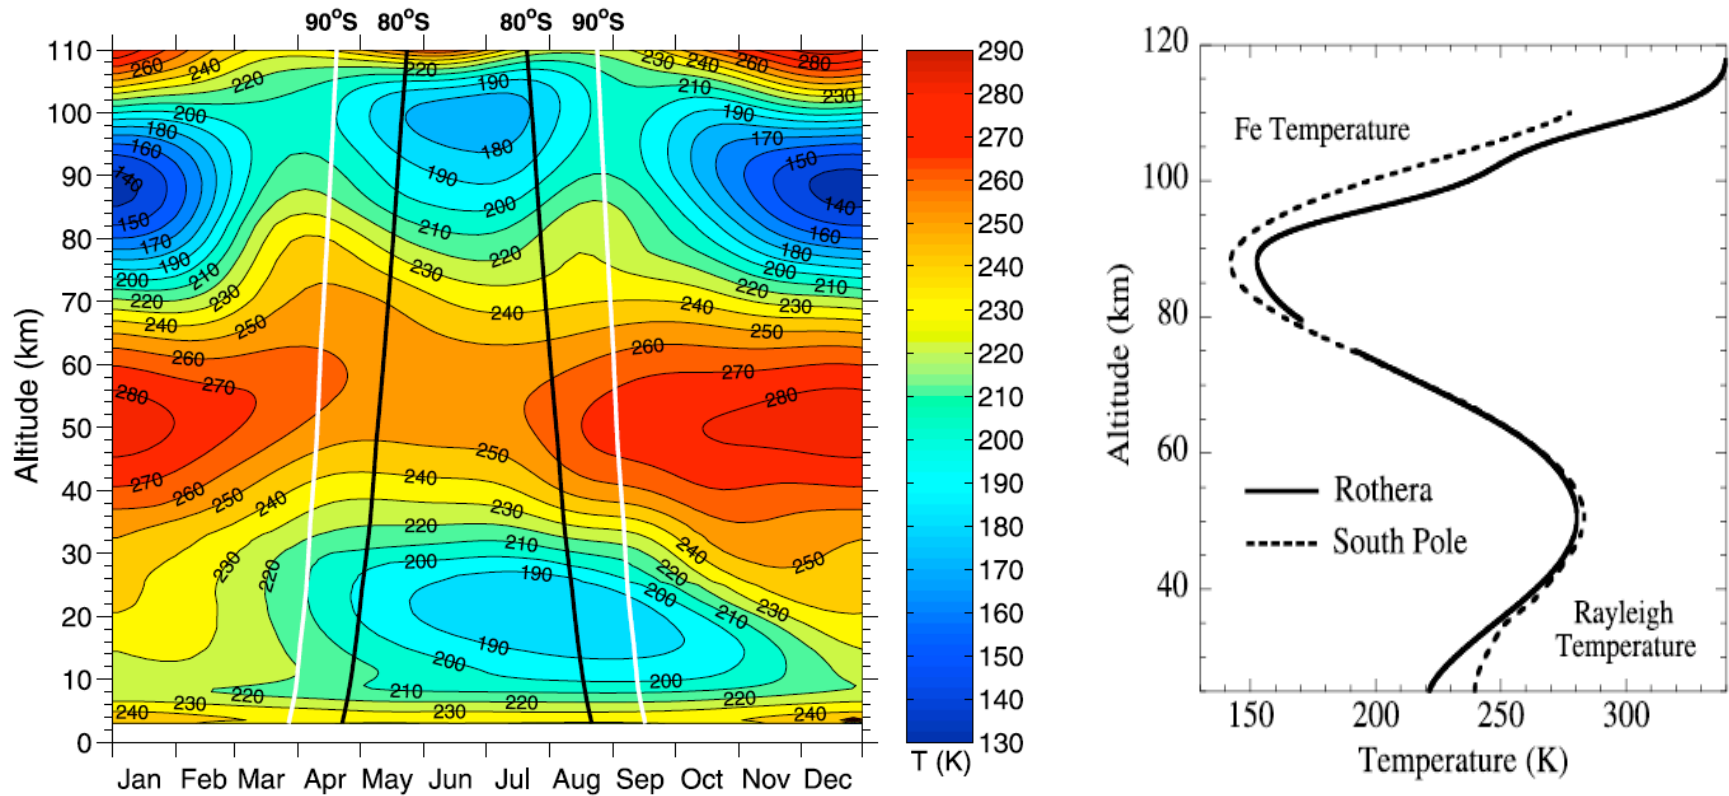 90°S 80°S 80°S 90°S
110
100
90
80
70
60
50
40
30
20
10
0
Altitude (km)
260 240 220 220 190 230 240 260 280
210 230
200 190
180 170
160 180 150
140 190
200 140
150 210 160
170 220 180
190 230 200
200 210 220 210
220 230 240 240 230
240 250 250
260 260
270 270
280 280
250
270 240
260 250 240 230
220
210 240
230 220 200 250
190 220
200 230
210
190
200 200
220 210 220 220
230 230
240 240
Jan Feb Mar Apr May Jun Jul Aug Sep Oct Nov Dec
290
280
270
260
250
240
230
220
210
200
190
180
170
160
150
140
130
T (K)
120
100
80
60
40
Altitude (km)
Fe Temperature
Rothera
South Pole
Rayleigh
Temperature
150 200 250 300
Temperature (K)